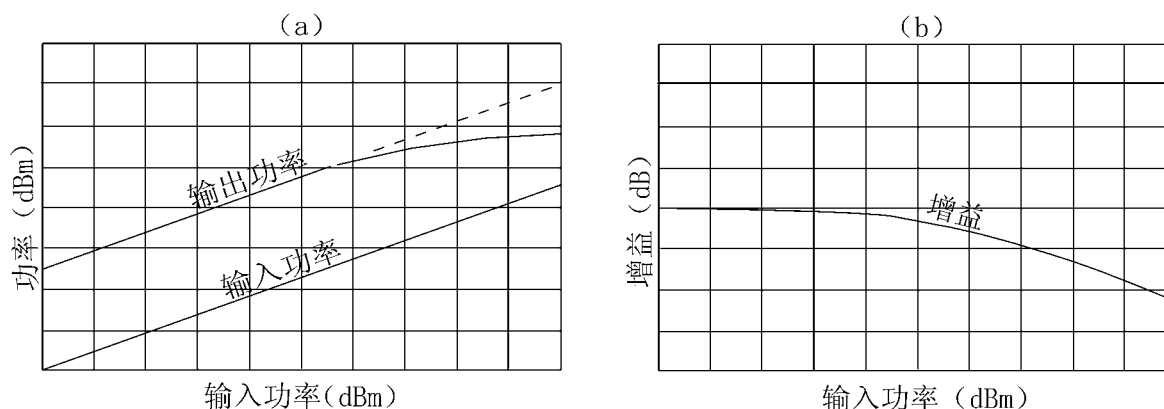 (a)
功率 (dBm)
输出功率
输入功率
输入功率(dBm)
(b)
增益 (dB)
增益
输入功率 (dBm)